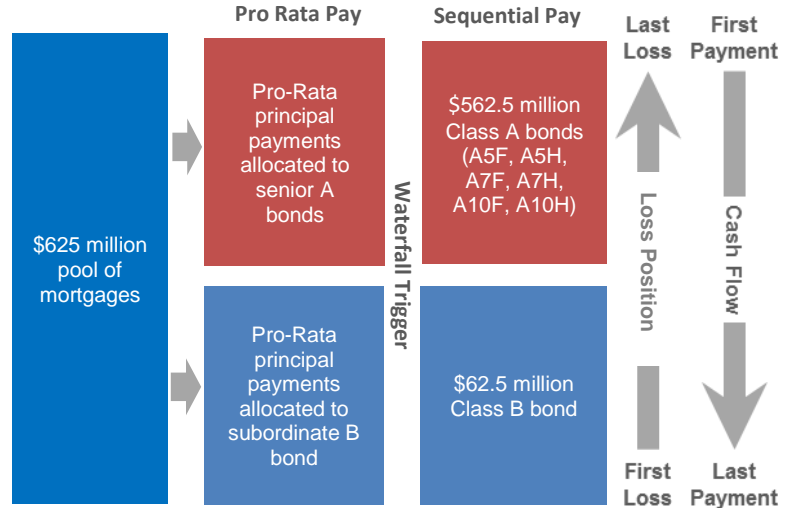 Pro Rata Pay
Sequential Pay
Last
Loss
First
Payment
$625 million
pool of
mortgages
Pro-Rata
principal
payments
allocated to
senior A
bonds
Waterfall Trigger
$562.5 million
Class A bonds
(A5F, A5H,
A7F, A7H,
A10F, A10H)
Loss Position
Cash Flow
Pro-Rata
principal
payments
allocated to
subordinate B
bond
$62.5 million
Class B bond
First
Loss
Last
Payment